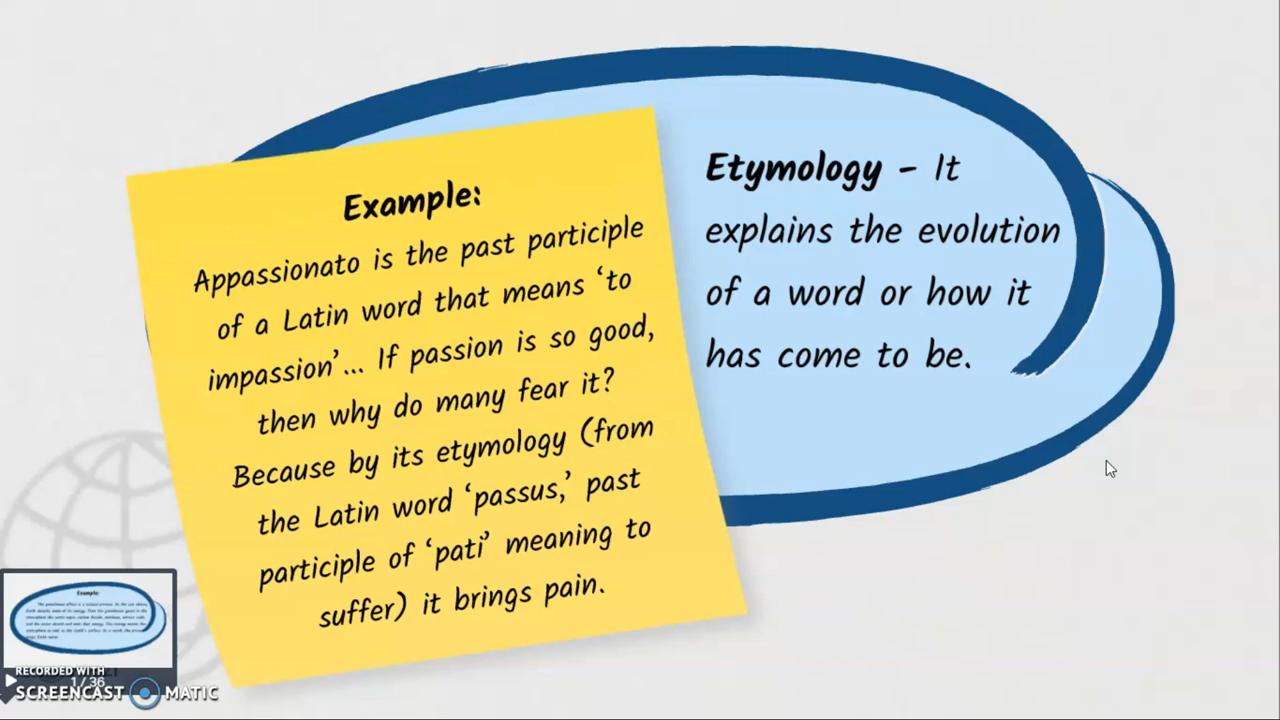 Example:
Appassionato is the past participle
of a Latin word that means ‘to
impassion’... If passion is so good,
then why do many fear it?
Because by its etymology (from
the Latin word ‘passus,’ past
participle of ‘pati’ meaning to
suffer) it brings pain.
Etymology - It
explains the evolution
of a word or how it
has come to be.
Example:
RECORDED WITH
1 / 36
SCREENCAST MATIC